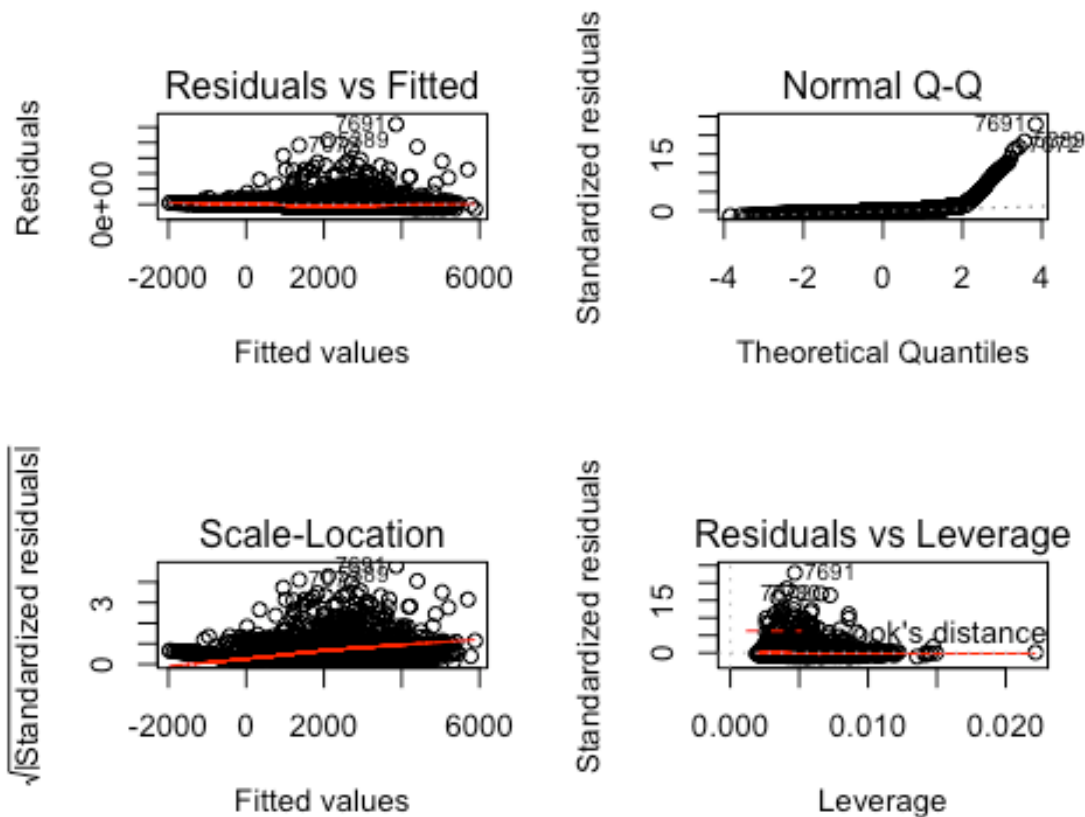 Residuals vs Fitted
Residuals
7691
0e+00
-2000 0 2000 6000
Fitted values
Normal Q-Q
Standardized residuals
7691
0 15
-4 -2 0 2 4
Theoretical Quantiles
Scale-Location
√|Standardized residuals|
7691
0 3
-2000 0 2000 6000
Fitted values
Residuals vs Leverage
Standardized residuals
7691
0 15
ook's distance
0.000 0.010 0.020
Leverage